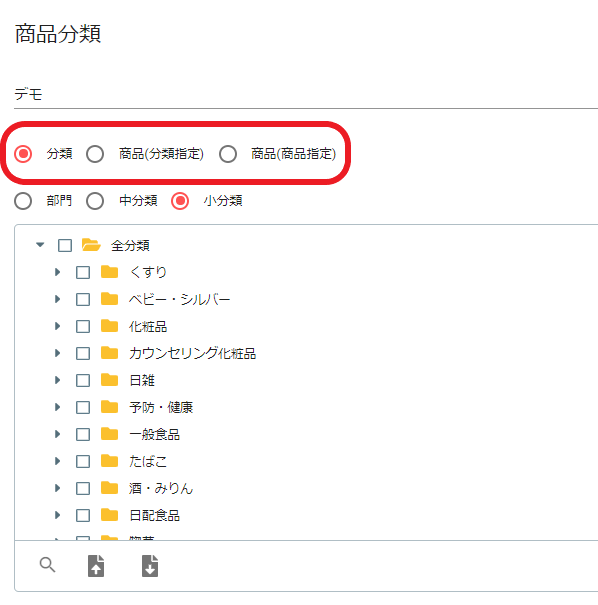 商品分類
デモ
分類 商品(分類指定) 商品(商品指定)
部門 中分類 小分類
全分類
くすり
ベビー・シルバー
化粧品
カウンセリング化粧品
日雑
予防・健康
一般食品
たばこ
酒・みりん
日配食品